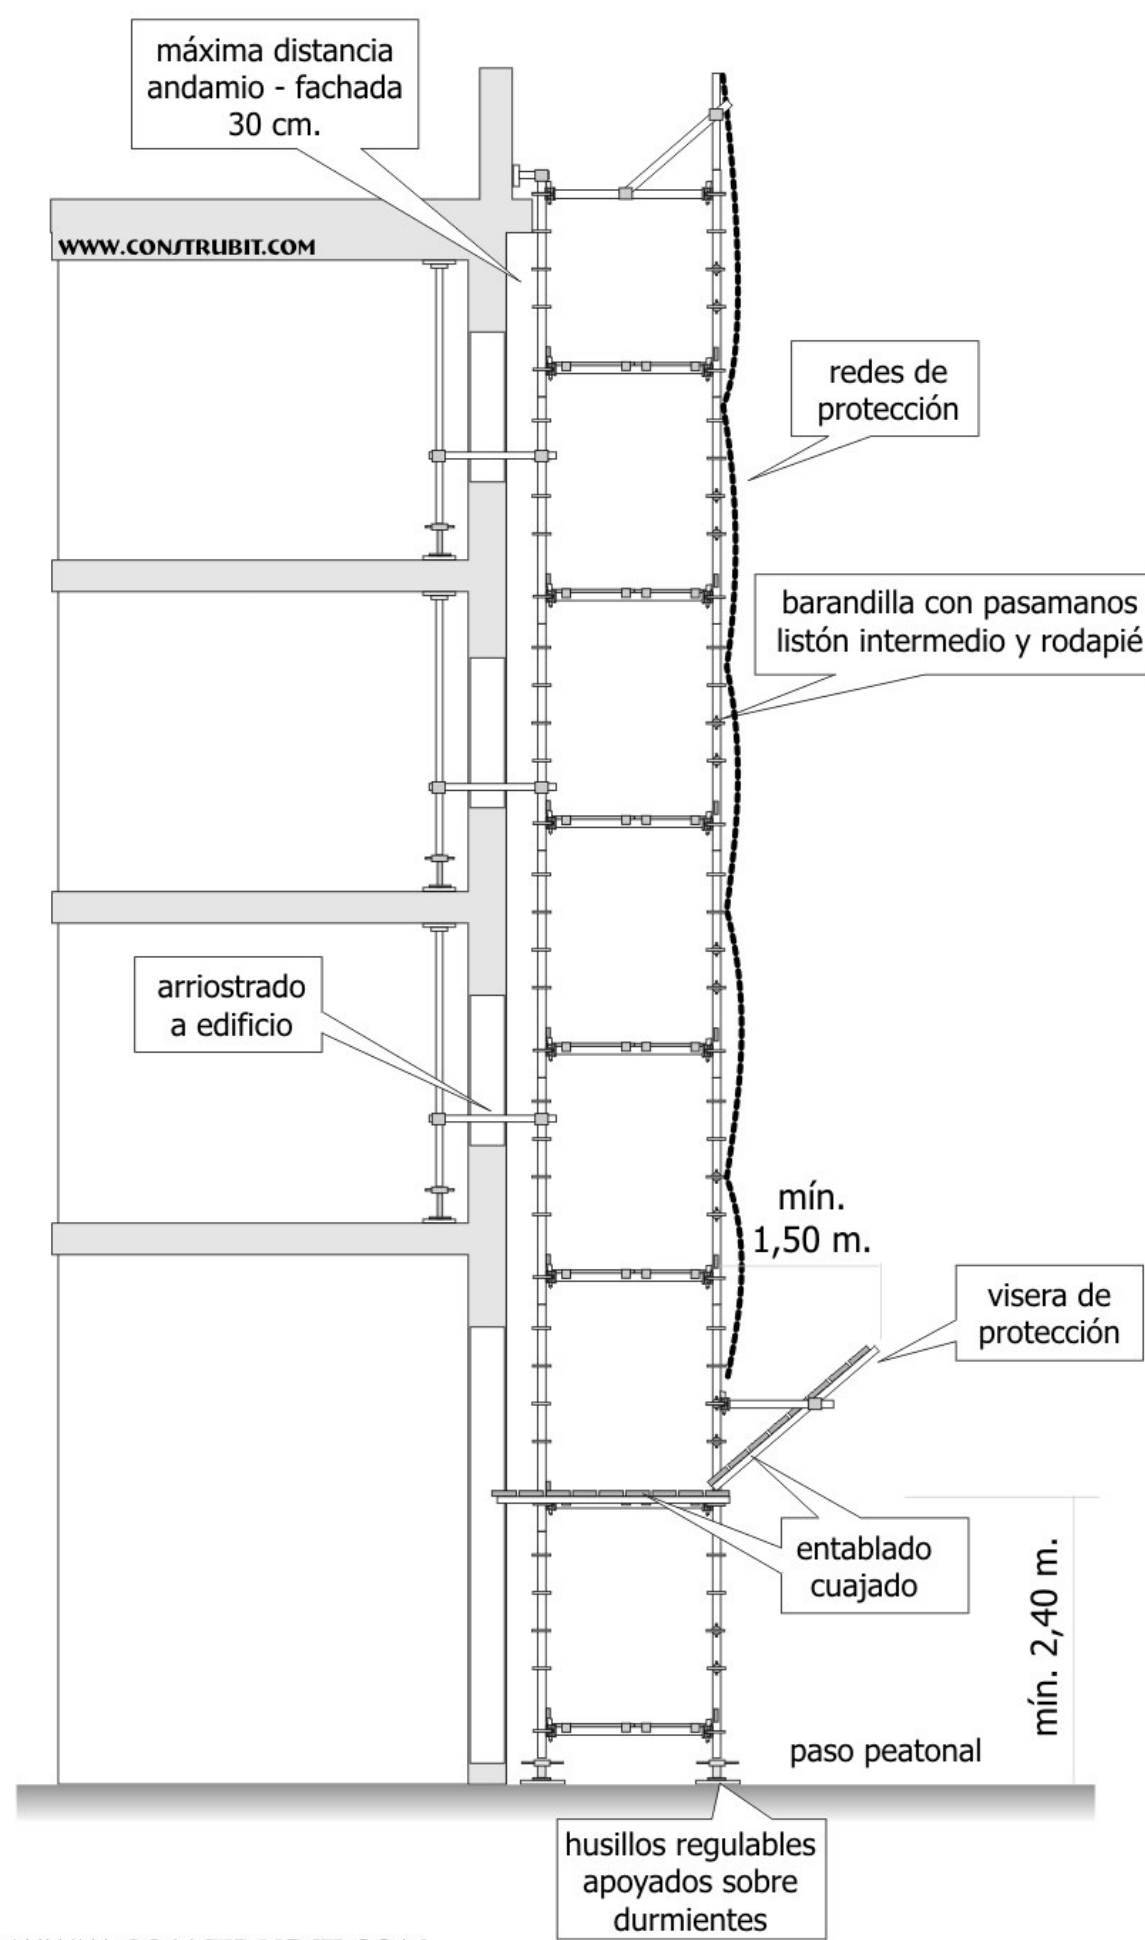 máxima distancia
andamio - fachada
30 cm.
WWW.CONSTRUBIT.COM
redes de
protección
barandilla con pasamanos
listón intermedio y rodapié
arriostrado
a edificio
mín.
1,50 m.
visera de
protección
entablado
cuajado
mín. 2,40 m.
paso peatonal
husillos regulables
apoyados sobre
durmientes